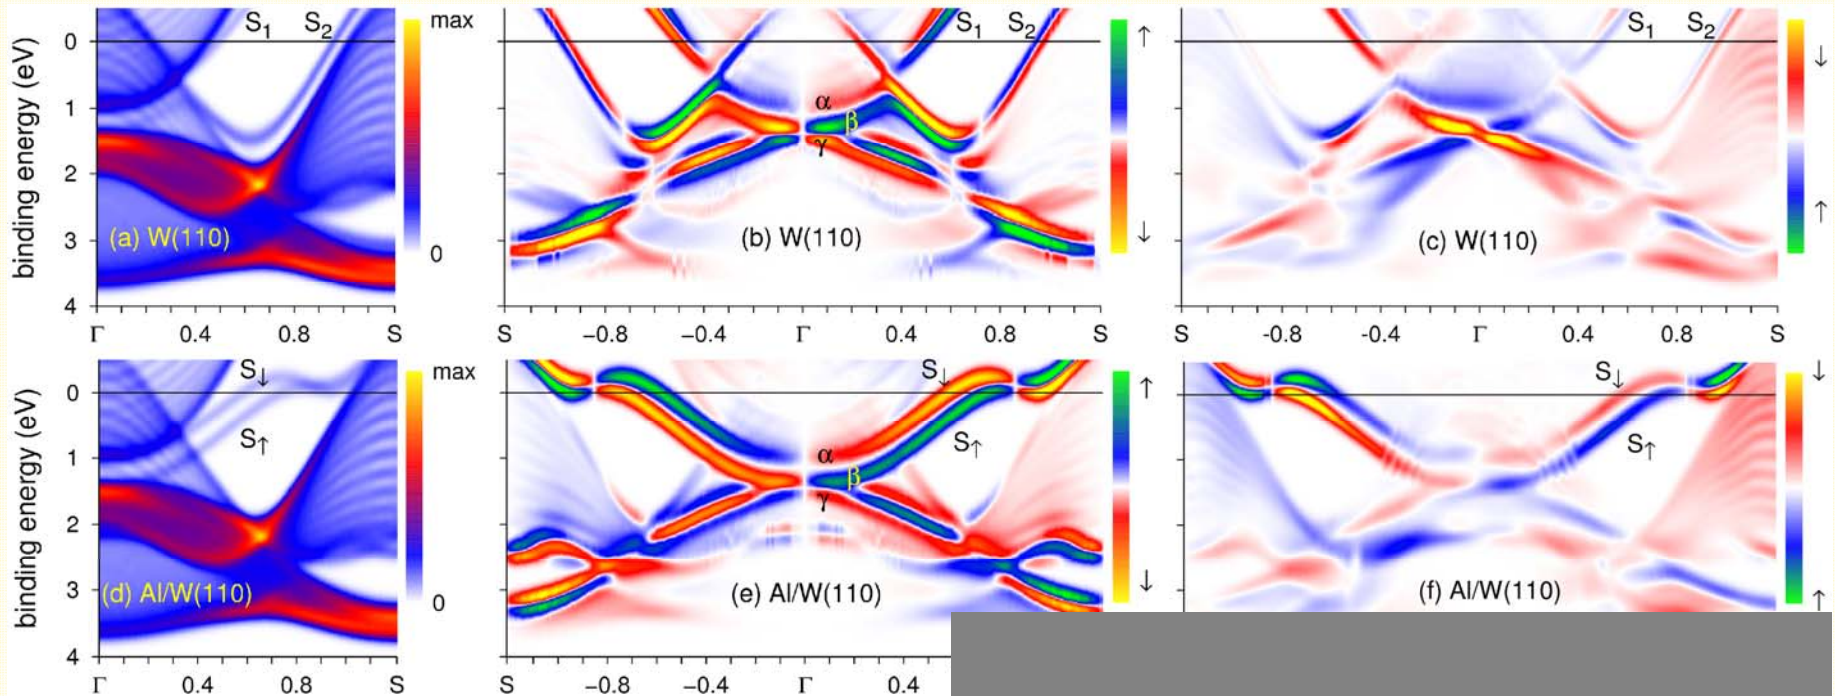 binding energy (eV)
0
1
2
3
4
S1
S2
(a) W(110)
Γ
0.4
0.8
S
max
0
S1
S2
α
β
γ
(b) W(110)
S
−0.8
−0.4
Γ
0.4
0.8
S
↑
↓
S1
S2
(c) W(110)
S
-0.8
-0.4
Γ
0.4
0.8
S
↓
↑
binding energy (eV)
0
1
2
3
4
S↓
S↑
(d) Al/W(110)
Γ
0.4
0.8
S
max
0
S↓
α
β
γ
S↑
(e) Al/W(110)
S
−0.8
−0.4
Γ
0.4
↑
↓
S↓
S↑
(f) Al/W(110)
↓
↑